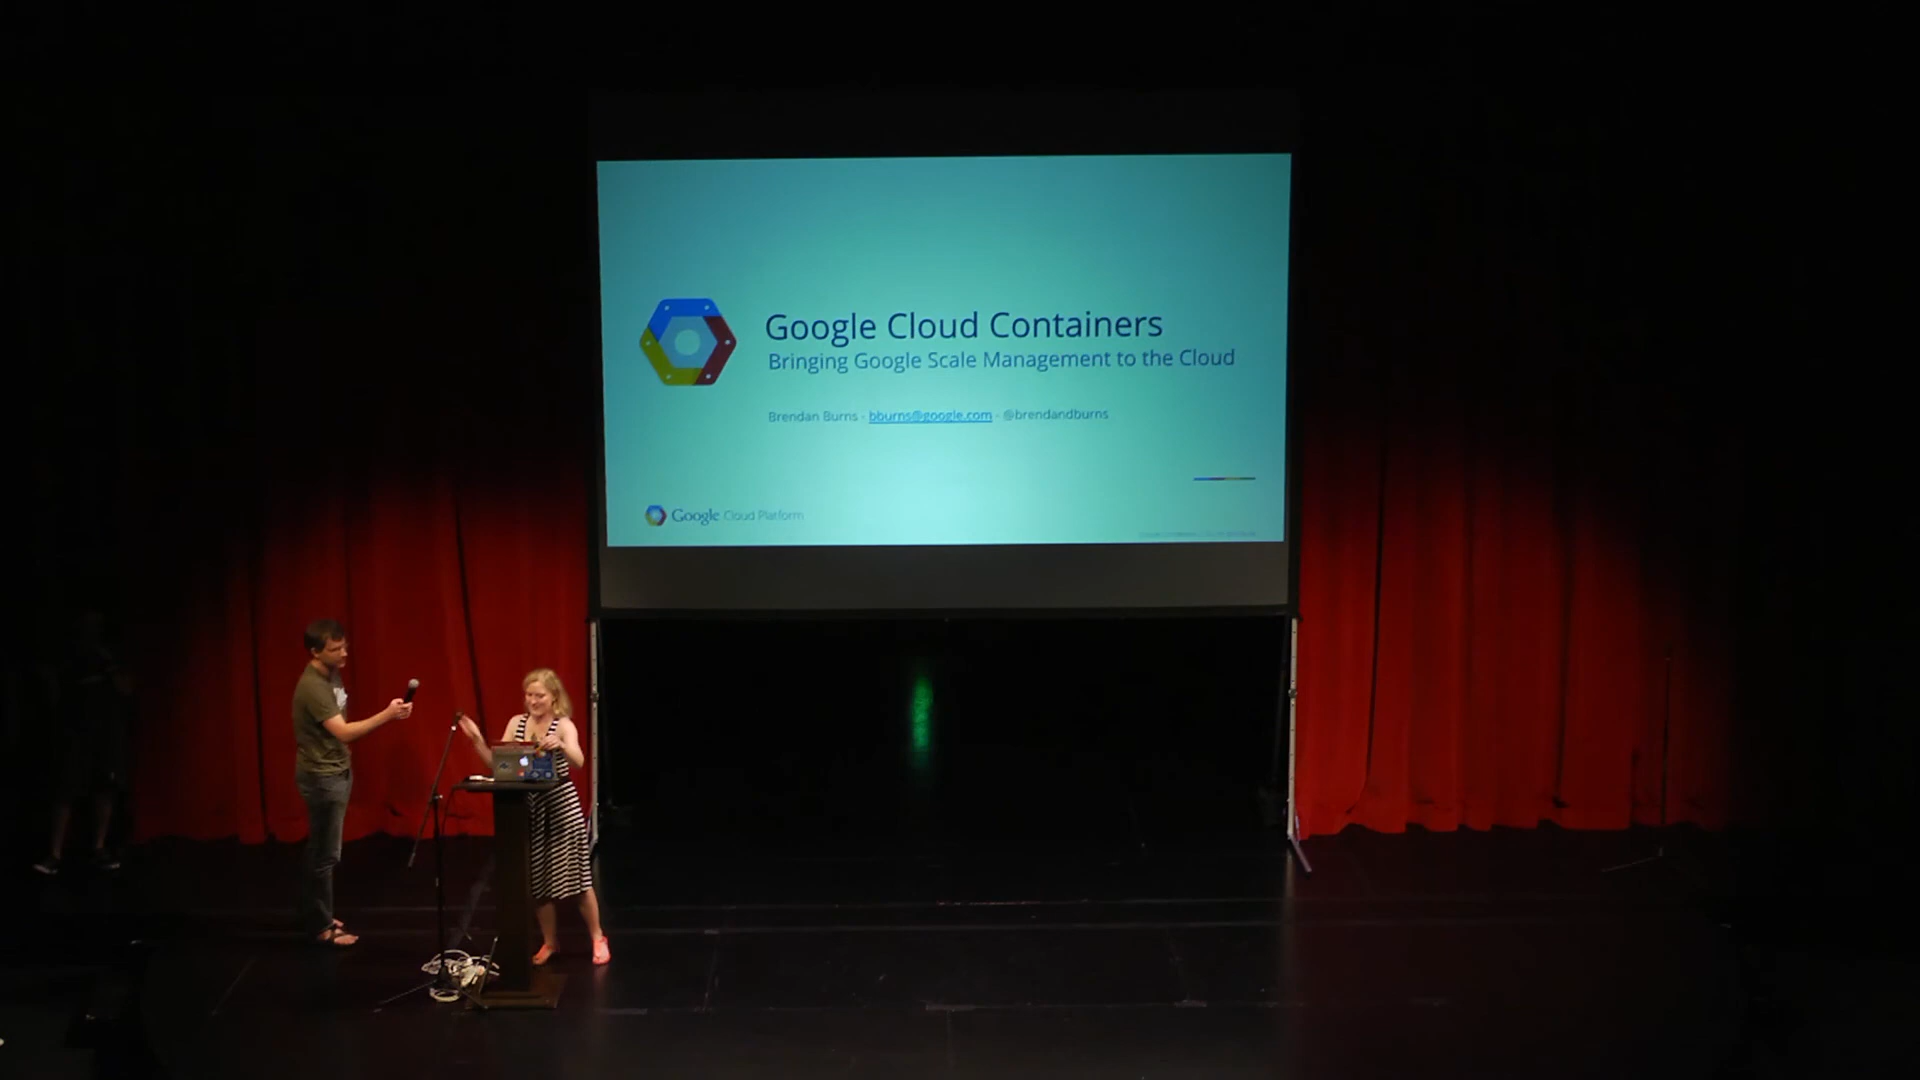 Google Cloud Containers
Bringing Google Scale Management to the Cloud
Brendan Burns - bburns@google.com - @brendandburns
Google Cloud Platform